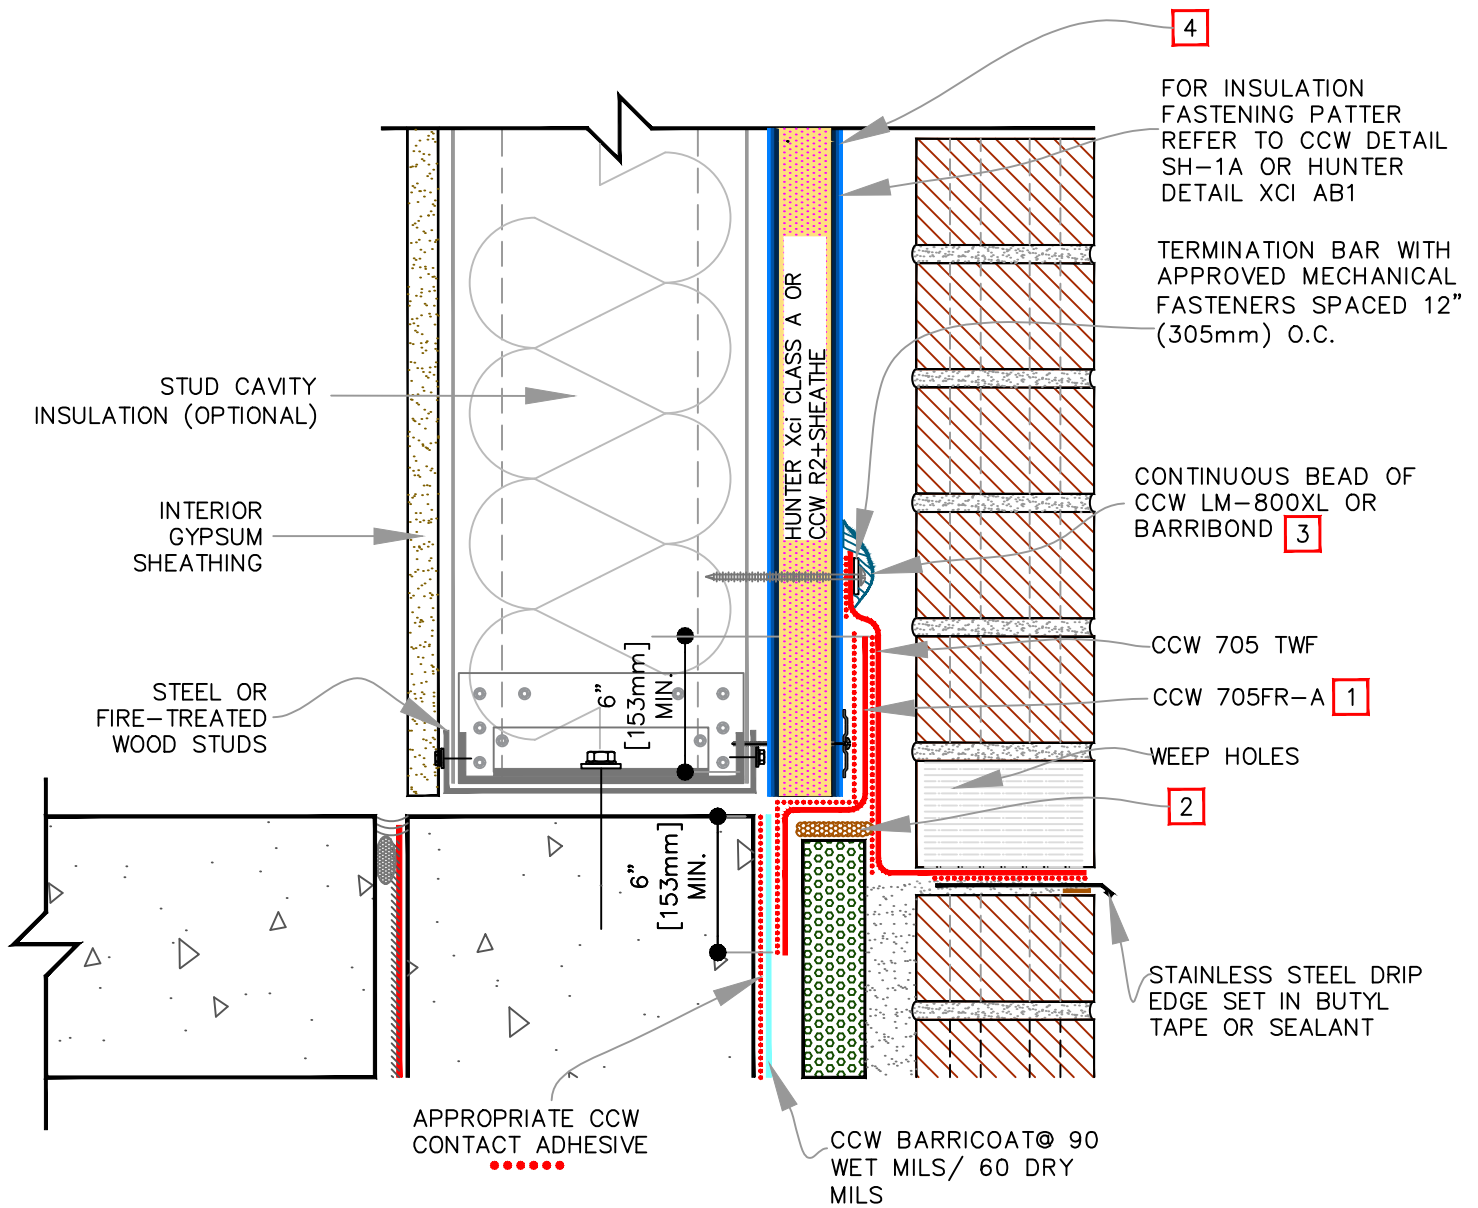 4
FOR INSULATION
FASTENING PATTER
REFER TO CCW DETAIL
SH-1A OR HUNTER
DETAIL XCI AB1
TERMINATION BAR WITH
APPROVED MECHANICAL
FASTENERS SPACED 12"
(305mm) O.C.
STUD CAVITY
INSULATION (OPTIONAL)
HUNTER Xci CLASS A OR
CCW R2+SHEATHE
CONTINUOUS BEAD OF
CCW LM-800XL OR
BARRIBOND 3
INTERIOR
GYPSUM
SHEATHING
CCW 705 TWF
CCW 705FR-A 1
STEEL OR
FIRE-TREATED
WOOD STUDS
6"
[153mm]
MIN.
WEEP HOLES
2
6"
[153mm]
MIN.
STAINLESS STEEL DRIP
EDGE SET IN BUTYL
TAPE OR SEALANT
APPROPRIATE CCW
CONTACT ADHESIVE
CCW BARRICOAT@ 90
WET MILS/ 60 DRY
MILS